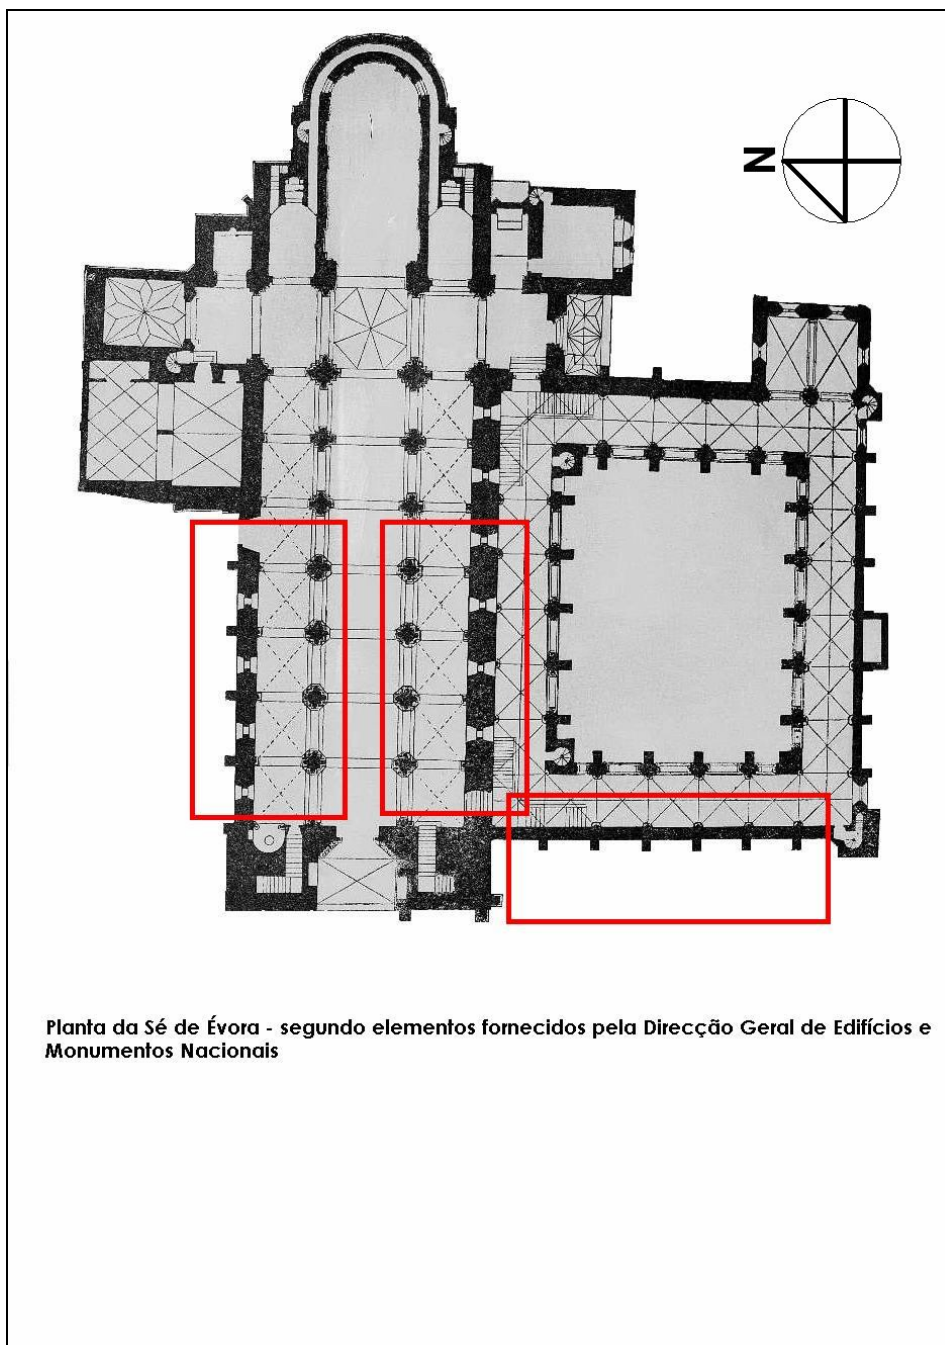 N
Planta da Sé de Évora - segundo elementos fornecidos pela Direcção Geral de Edifícios e
Monumentos Nacionais